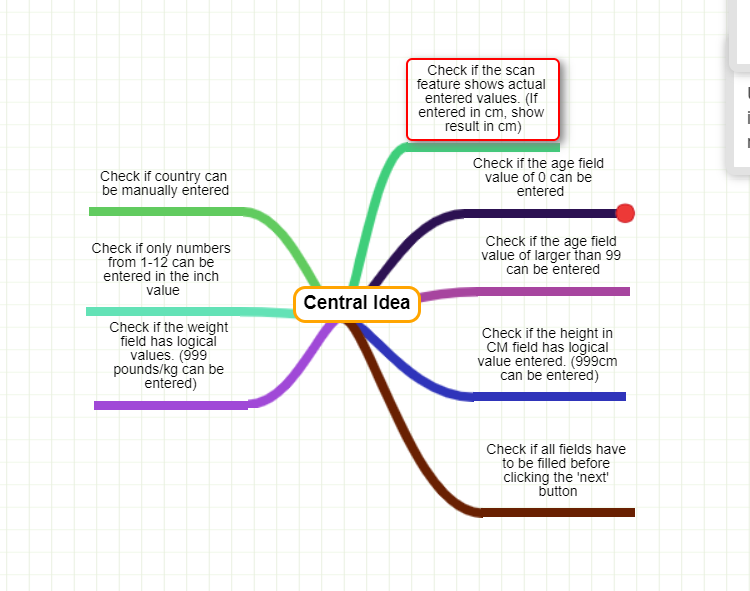 Check if the scan
feature shows actual
entered values. (If
entered in cm, show
result in cm)
Check if the age field
value of 0 can be
entered
Check if country can
be manually entered
Check if the age field
value of larger than 99
can be entered
Check if only numbers
from 1-12 can be
entered in the inch
value
Central Idea
Check if the weight
field has logical
values. (999
pounds/kg can be
entered)
Check if the height in
CM field has logical
value entered. (999cm
can be entered)
Check if all fields have
to be filled before
clicking the 'next'
button